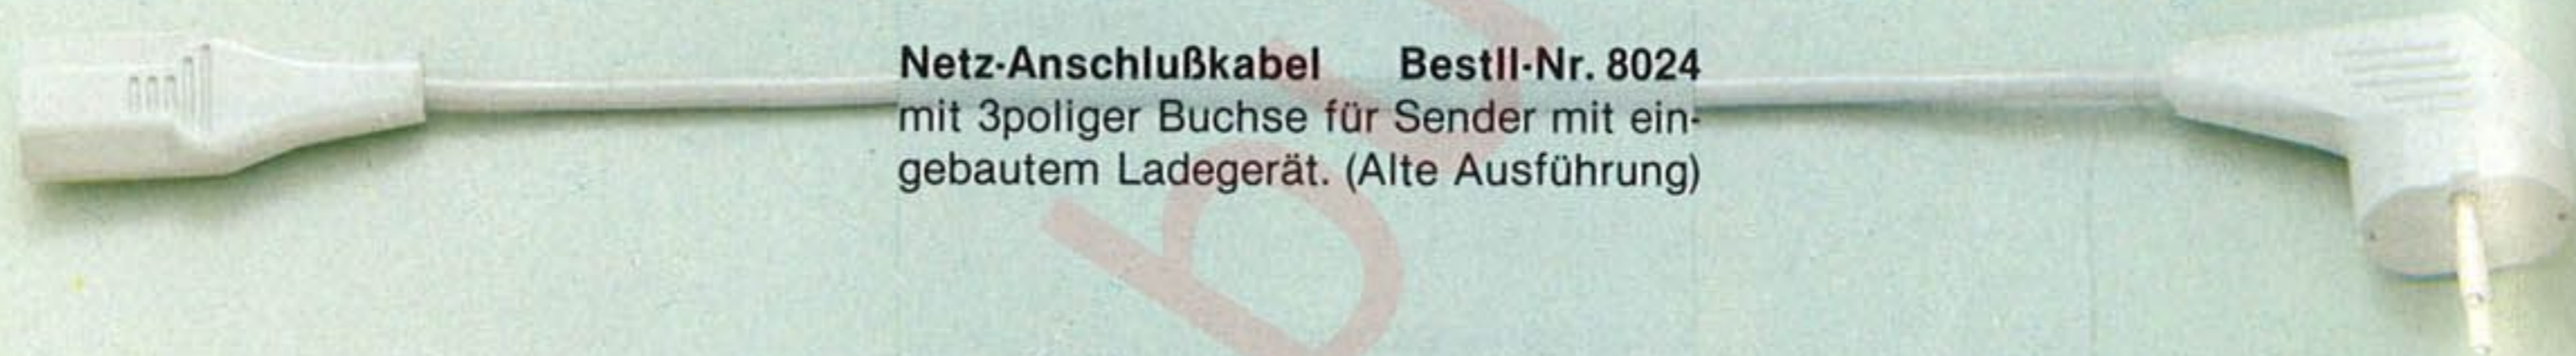 Netz-Anschlußkabel Bestll-Nr. 8024
mit 3poliger Buchse für Sender mit ein-
gebautem Ladegerät. (Alte Ausführung)